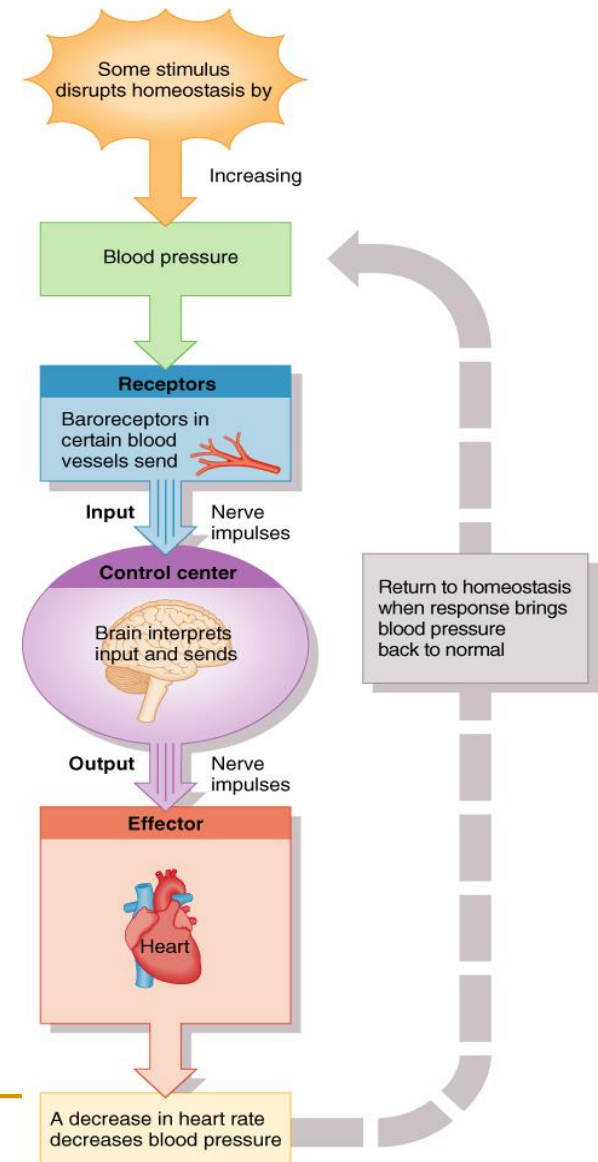 Some stimulus
disrupts homeostasis by
Increasing
Blood pressure
Receptors
Baroreceptors in
certain blood
vessels send
Input
Nerve
impulses
Control center
Brain interprets
input and sends
Output
Nerve
impulses
Effector
Heart
A decrease in heart rate
decreases blood pressure
Return to homeostasis
when response brings
blood pressure
back to normal